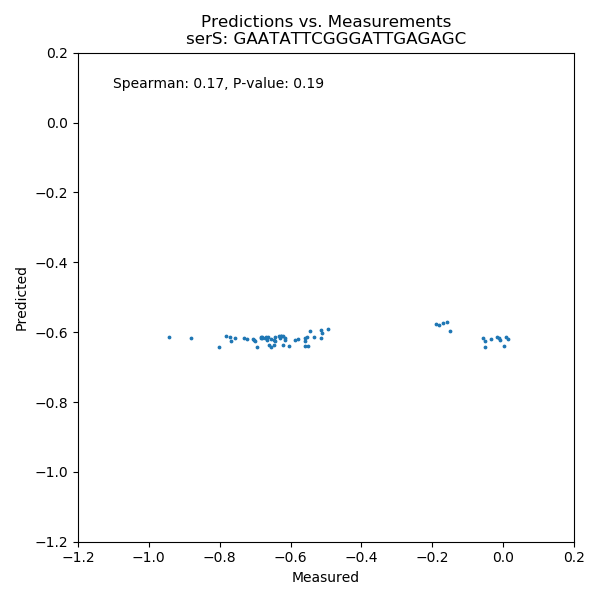 Predictions vs. Measurements
serS: GAATATTCGGGATTGAGAGC
Spearman: 0.17, P-value: 0.19
0.2
0.0
−0.2
−0.4
−0.6
−0.8
−1.0
−1.2
Predicted
−1.2 −1.0 −0.8 −0.6 −0.4 −0.2 0.0 0.2
Measured